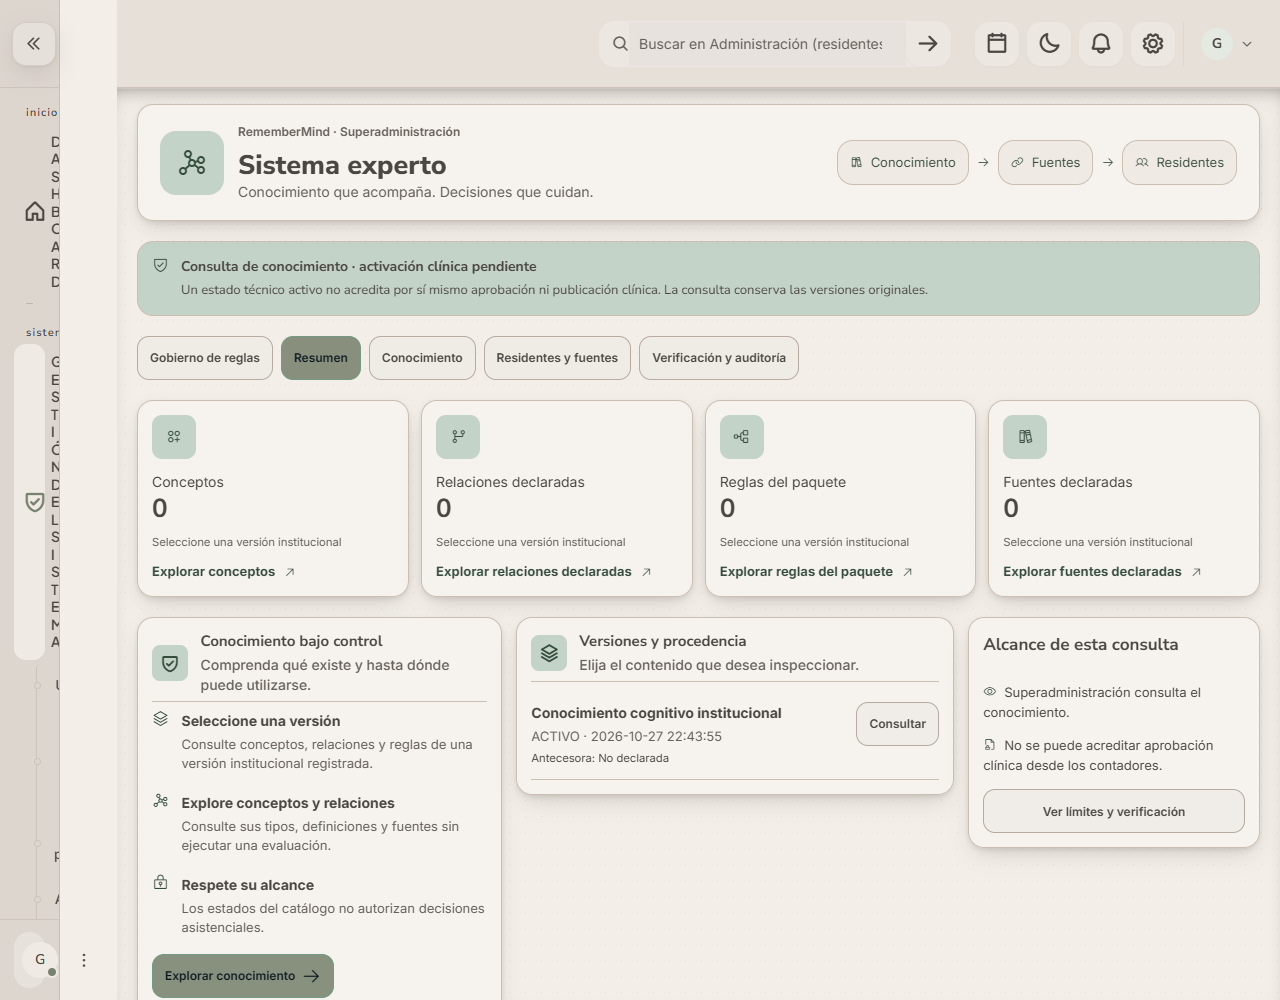 Buscar en Administración (residentes
G
inicio
D
A
S
H
B
O
A
R
D
sister
G
E
S
T
I
Ó
N
D
E
L
S
I
S
T
E
M
A
G
RememberMind · Superadministración
Sistema experto
Conocimiento que acompaña. Decisiones que cuidan.
Conocimiento
Fuentes
Residentes
Consulta de conocimiento · activación clínica pendiente
Un estado técnico activo no acredita por sí mismo aprobación ni publicación clínica. La consulta conserva las versiones originales.
Gobierno de reglas
Resumen
Conocimiento
Residentes y fuentes
Verificación y auditoría
Conceptos
0
Seleccione una versión institucional
Explorar conceptos
Relaciones declaradas
0
Seleccione una versión institucional
Explorar relaciones declaradas
Reglas del paquete
0
Seleccione una versión institucional
Explorar reglas del paquete
Fuentes declaradas
0
Seleccione una versión institucional
Explorar fuentes declaradas
Conocimiento bajo control
Comprenda qué existe y hasta dónde
puede utilizarse.
Seleccione una versión
Consulte conceptos, relaciones y reglas de una
versión institucional registrada.
Explore conceptos y relaciones
Consulte sus tipos, definiciones y fuentes sin
ejecutar una evaluación.
Respete su alcance
Los estados del catálogo no autorizan decisiones
asistenciales.
Explorar conocimiento
Versiones y procedencia
Elija el contenido que desea inspeccionar.
Conocimiento cognitivo institucional
ACTIVO · 2026-10-27 22:43:55
Antecesora: No declarada
Consultar
Alcance de esta consulta
Superadministración consulta el
conocimiento.
No se puede acreditar aprobación
clínica desde los contadores.
Ver límites y verificación